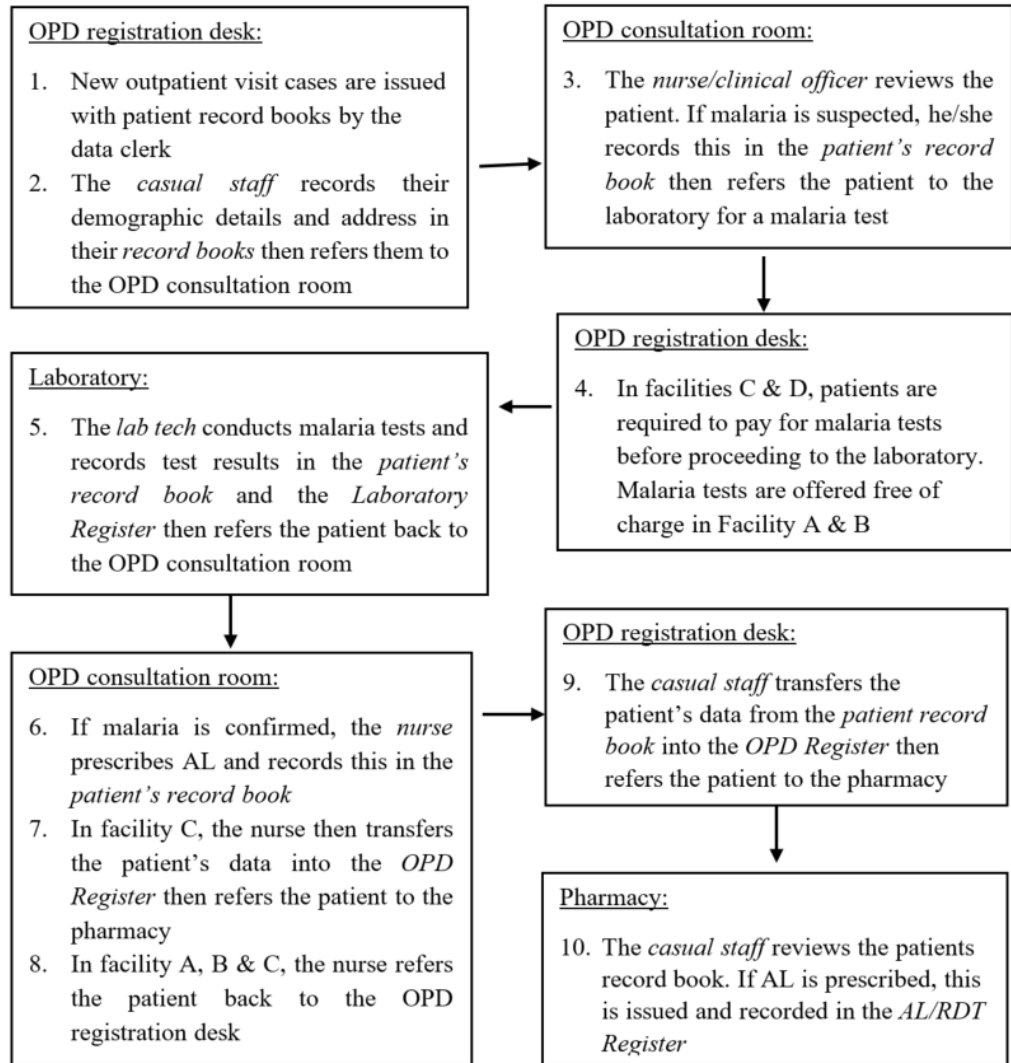 OPD registration desk:
1. New outpatient visit cases are issued
with patient record books by the
data clerk
2. The casual staff records their
demographic details and address in
their record books then refers them to
the OPD consultation room
OPD consultation room:
3. The nurse/clinical officer reviews the
patient. If malaria is suspected, he/she
records this in the patient's record
book then refers the patient to the
laboratory for a malaria test
OPD registration desk:
4. In facilities C & D, patients are
required to pay for malaria tests
before proceeding to the laboratory.
Malaria tests are offered free of
charge in Facility A & B
Laboratory:
5. The lab tech conducts malaria tests and
records test results in the patient's
record book and the Laboratory
Register then refers the patient back to
the OPD consultation room
OPD consultation room:
6. If malaria is confirmed, the nurse
prescribes AL and records this in the
patient's record book
7. In facility C, the nurse then transfers
the patient's data into the OPD
Register then refers the patient to the
pharmacy
8. In facility A, B & C, the nurse refers
the patient back to the OPD
registration desk
OPD registration desk:
9. The casual staff transfers the
patient's data from the patient record
book into the OPD Register then
refers the patient to the pharmacy
Pharmacy:
10. The casual staff reviews the patients
record book. If AL is prescribed, this
is issued and recorded in the AL/RDT
Register